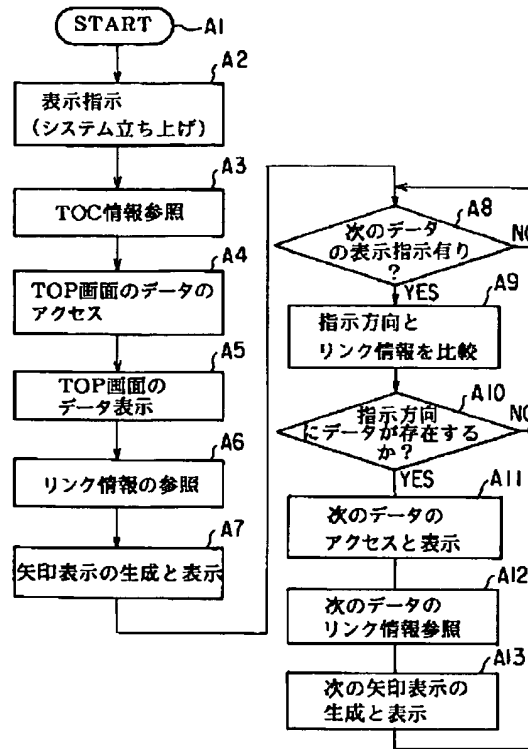 START
A1
A2
表示指示
(システム立ち上げ)
A3
TOC情報参照
A4
TOP画面のデータの
アクセス
A5
TOP画面の
データ表示
A6
リンク情報の参照
A7
矢印表示の生成と表示
A8
次のデータ
の表示指示有り
?
NO
YES
A9
指示方向と
リンク情報を比較
A10
指示方向
にデータが存在する
か?
NO
YES
A11
次のデータの
アクセスと表示
A12
次のデータの
リンク情報参照
A13
次の矢印表示の
生成と表示